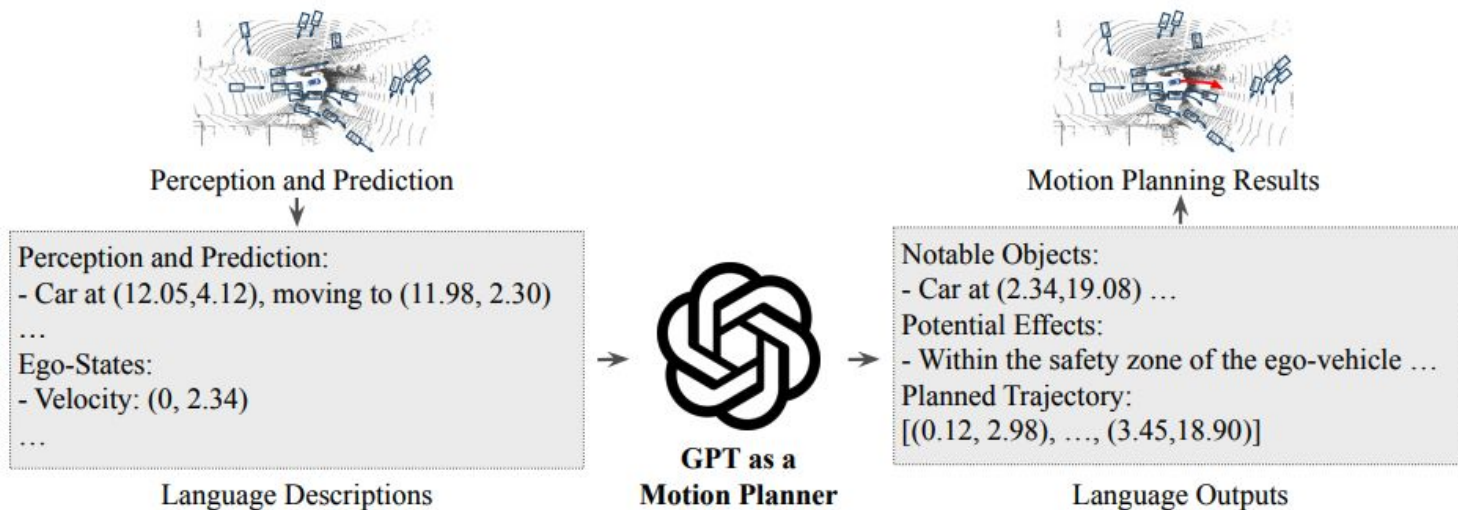 Perception and Prediction
Perception and Prediction:
- Car at (12.05,4.12), moving to (11.98, 2.30)
…
Ego-States:
- Velocity: (0, 2.34)
…
Language Descriptions
GPT as a
Motion Planner
Motion Planning Results
Notable Objects:
- Car at (2.34,19.08) …
Potential Effects:
- Within the safety zone of the ego-vehicle …
Planned Trajectory:
[(0.12, 2.98), …, (3.45,18.90)]
Language Outputs